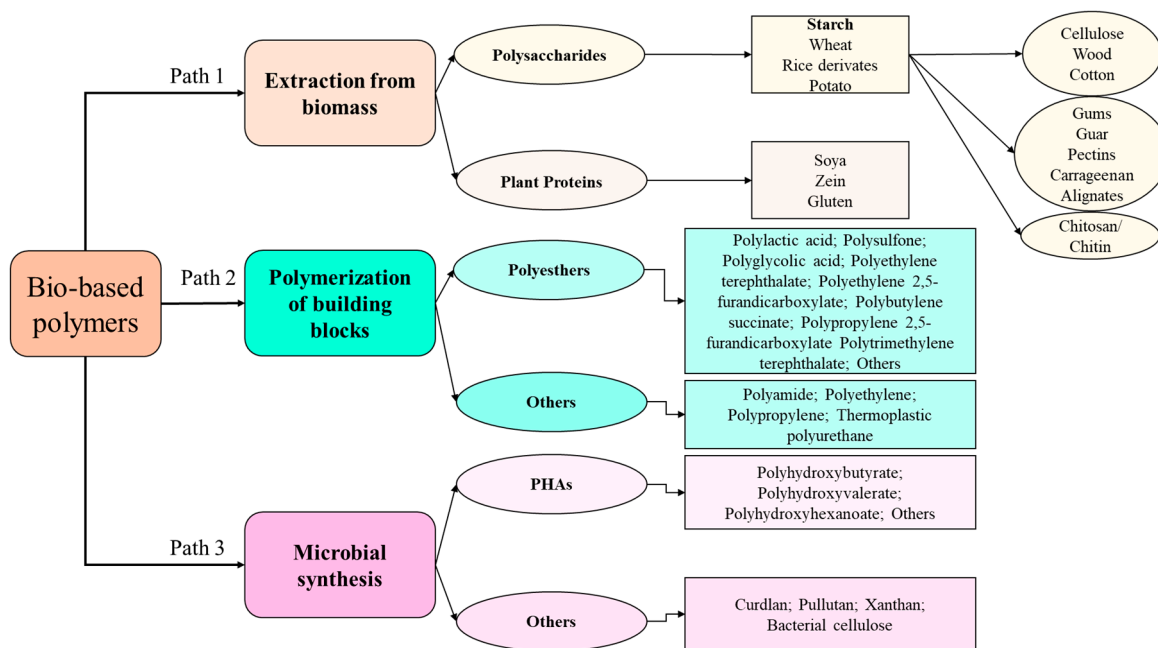 Bio-based
polymers
Path 1
Extraction from
biomass
Polysaccharides
Starch
Wheat
Rice derivates
Potato
Cellulose
Wood
Cotton
Gums
Guar
Pectins
Carrageenan
Alignates
Chitosan/
Chitin
Plant Proteins
Soya
Zein
Gluten
Path 2
Polymerization
of building
blocks
Polyesthers
Polylactic acid; Polysulfone;
Polyglycolic acid; Polyethylene
terephthalate; Polyethylene 2,5-
furandicarboxylate; Polybutylene
succinate; Polypropylene 2,5-
furandicarboxylate Polytrimethylene
terephthalate; Others
Others
Polyamide; Polyethylene;
Polypropylene; Thermoplastic
polyurethane
Path 3
Microbial
synthesis
PHAs
Polyhydroxybutyrate;
Polyhydroxyvalerate;
Polyhydroxyhexanoate; Others
Others
Curdlan; Pullutan; Xanthan;
Bacterial cellulose